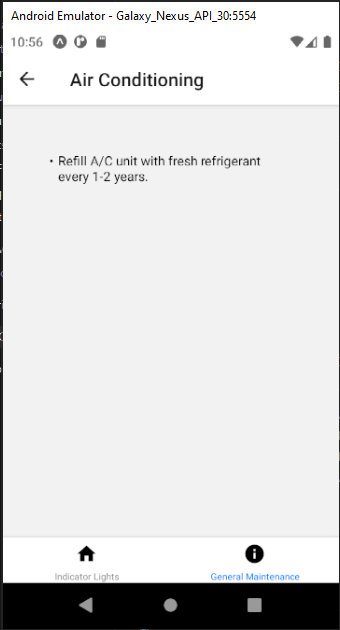 Android Emulator - Galaxy_Nexus_API_30:5554
10:56
Air Conditioning
• Refill A/C unit with fresh refrigerant
every 1-2 years.
Indicator Lights
General Maintenance